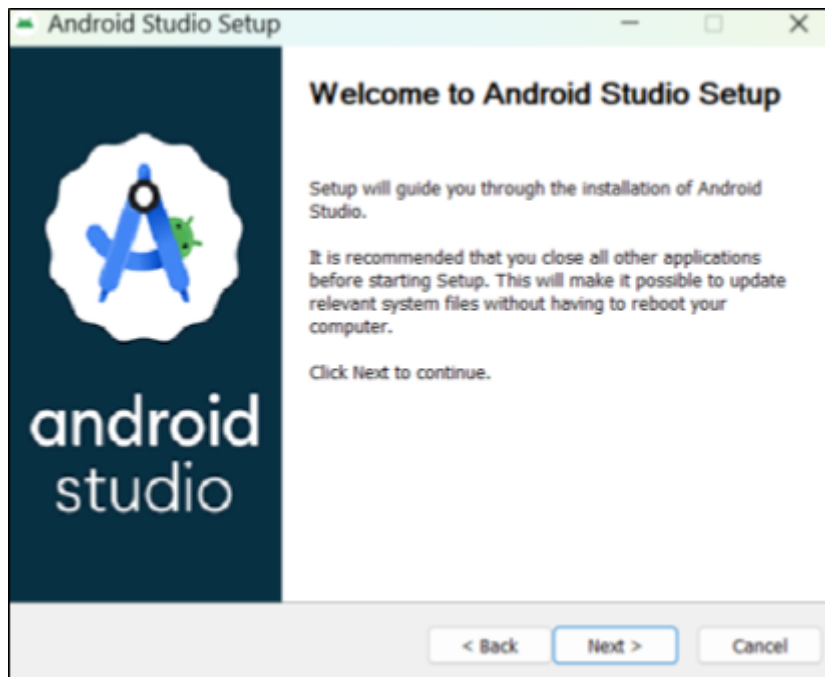 Android Studio Setup
Welcome to Android Studio Setup
Setup will guide you through the installation of Android
Studio.
It is recommended that you close all other applications
before starting Setup. This will make it possible to update
relevant system files without having to reboot your
computer.
Click Next to continue.
android
studio
< Back Next > Cancel